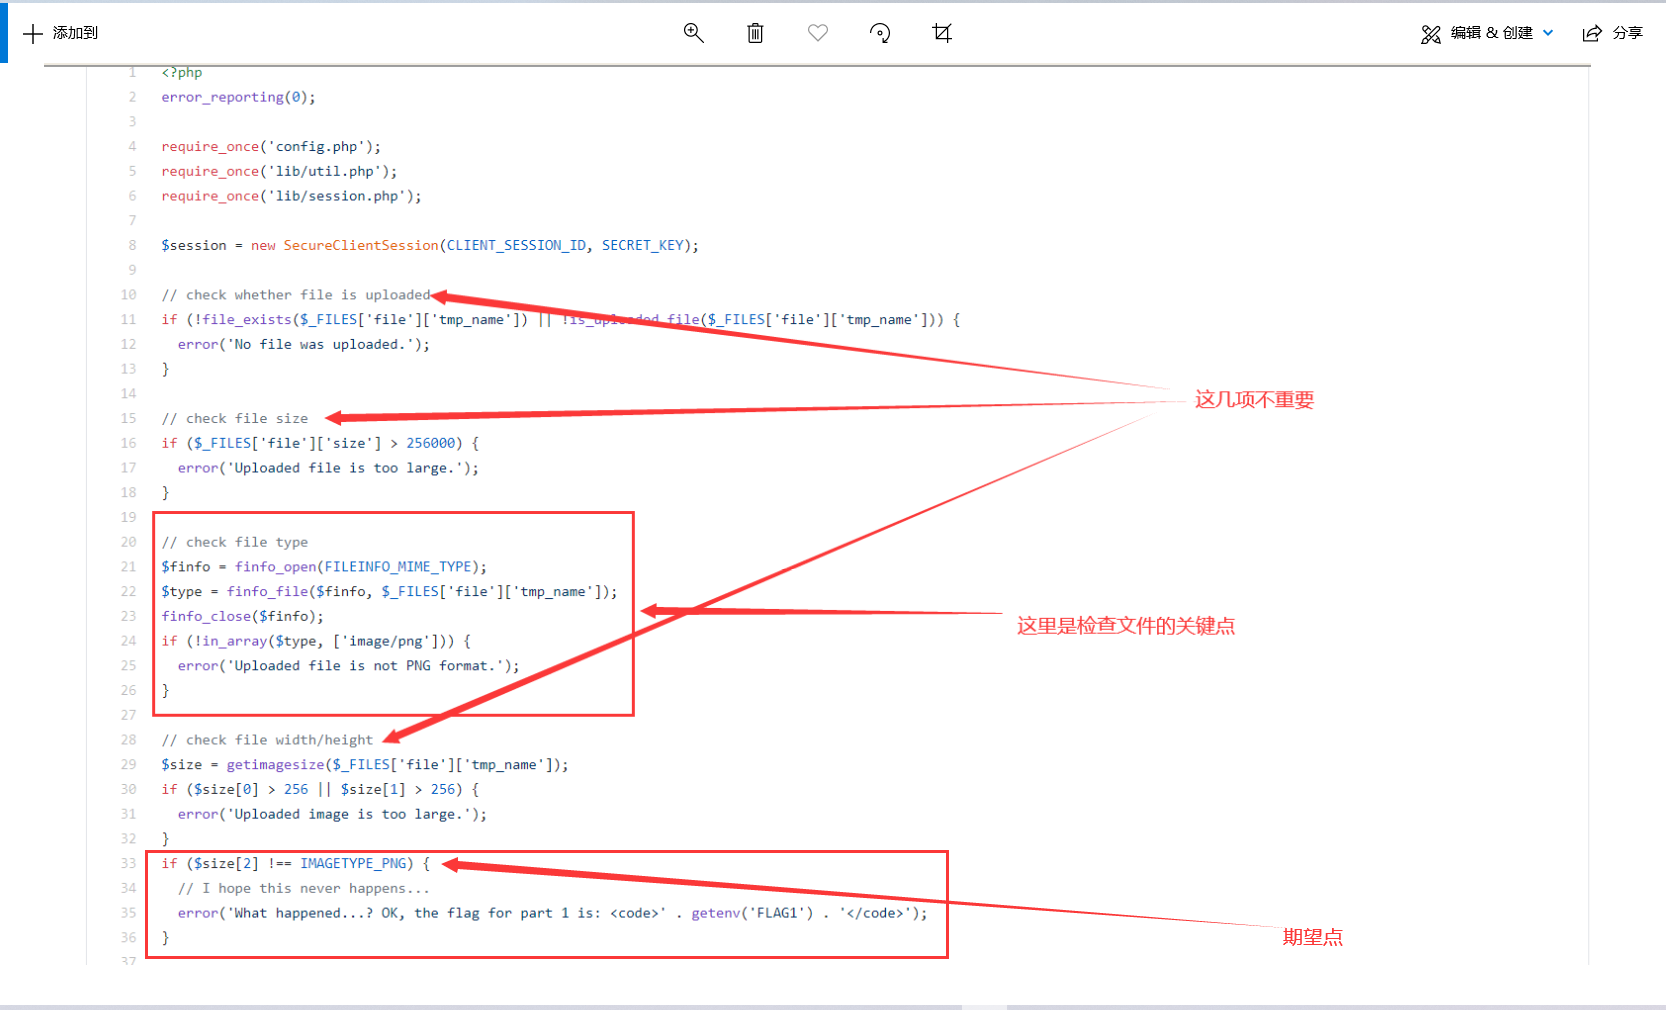 添加到
编辑 & 创建
分享
1 <?php
2 error_reporting(0);
3
4 require_once('config.php');
5 require_once('lib/util.php');
6 require_once('lib/session.php');
7
8 $session = new SecureClientSession(CLIENT_SESSION_ID, SECRET_KEY);
9
10 // check whether file is uploaded
11 if (!file_exists($_FILES['file']['tmp_name']) || !is_uploaded_file($_FILES['file']['tmp_name'])) {
12 error('No file was uploaded.');
13 }
14
这几项不重要
15 // check file size
16 if ($_FILES['file']['size'] > 256000) {
17 error('Uploaded file is too large.');
18 }
19
20 // check file type
21 $finfo = finfo_open(FILEINFO_MIME_TYPE);
22 $type = finfo_file($finfo, $_FILES['file']['tmp_name']);
23 finfo_close($finfo);
这里是检查文件的关键点
24 if (!in_array($type, ['image/png'])) {
25 error('Uploaded file is not PNG format.');
26 }
27
28 // check file width/height
29 $size = getimagesize($_FILES['file']['tmp_name']);
30 if ($size[0] > 256 || $size[1] > 256) {
31 error('Uploaded image is too large.');
32 }
33 if ($size[2] !== IMAGETYPE_PNG) {
34 // I hope this never happens...
35 error('What happened...? OK, the flag for part 1 is: <code>' . getenv('FLAG1') . '</code>');
36 }
期望点
37